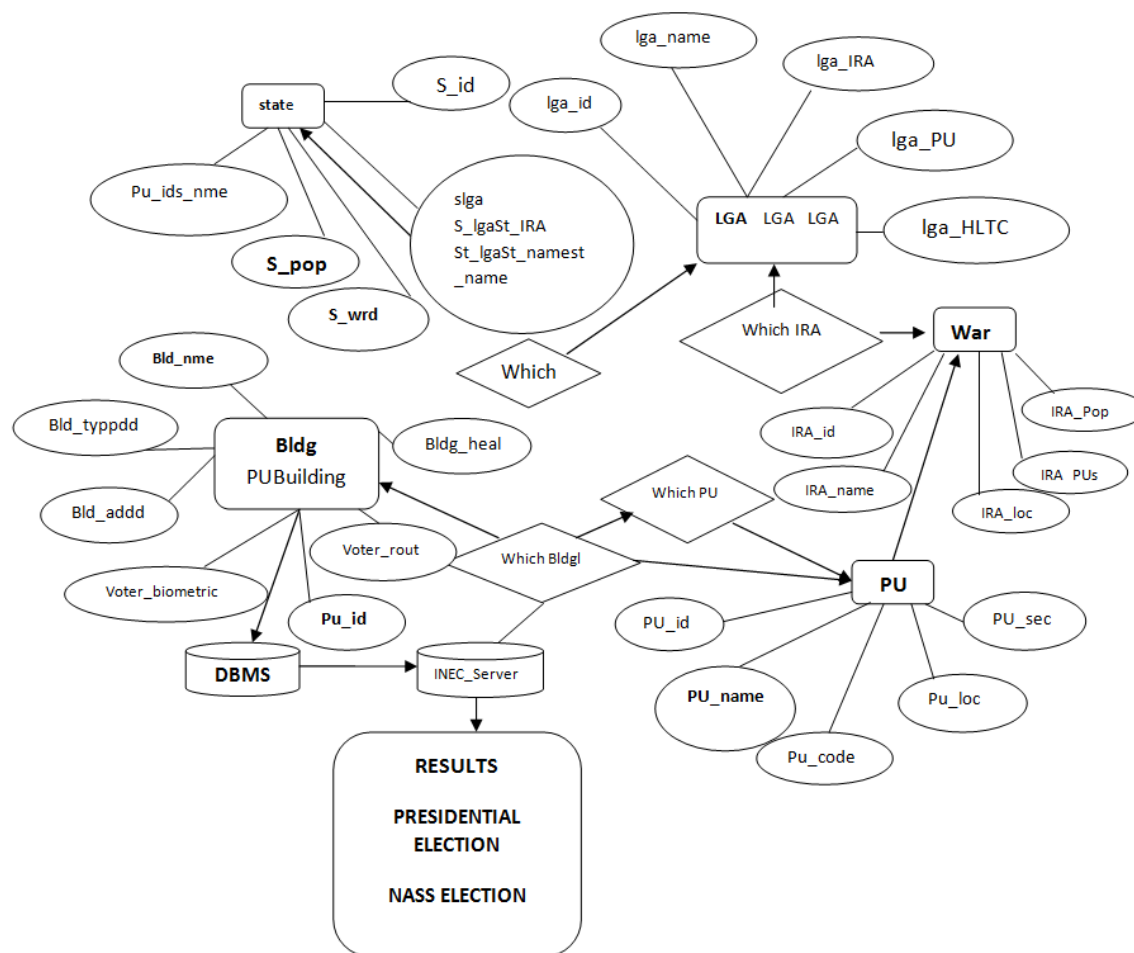 lga_name
lga_IRA
S_id
state
lga_id
lga_PU
Pu_ids_nme
slga
S_lgaSt_IRA
St_lgaSt_namest
_name
LGA LGA LGA
lga_HLTC
S_pop
S_wrd
Which IRA
War
Bld_nme
Which
IRA_Pop
Bld_typpdd
Bldg
PUBuilding
Bldg_heal
IRA_id
IRA_PUs
Which PU
IRA_name
IRA_loc
Bld_addd
Voter_rout
Which Bldgl
Voter_biometric
PU
Pu_id
PU_id
PU_sec
DBMS
INEC_Server
PU_name
Pu_loc
Pu_code
RESULTS
PRESIDENTIAL
ELECTION
NASS ELECTION